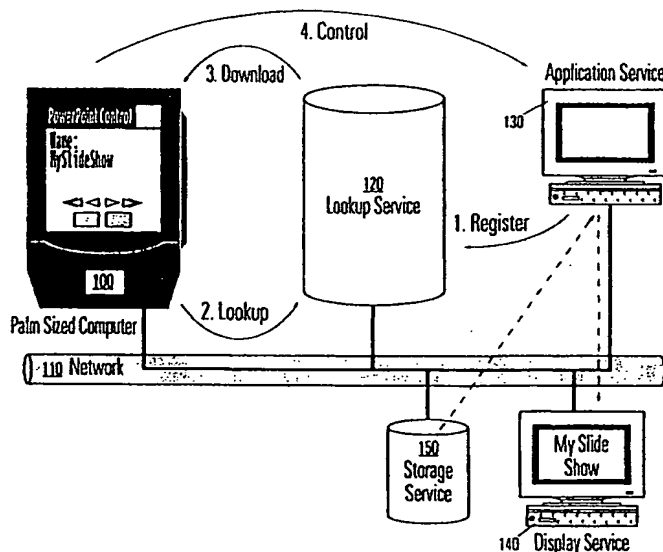 4. Control
3. Download
Application Service
130
PowerPoint Control
Name:
MySlideShow
120
Lookup Service
1. Register
100
2. Lookup
Palm Sized Computer
110 Network
150
Storage
Service
My Slide
Show
140
Display Service